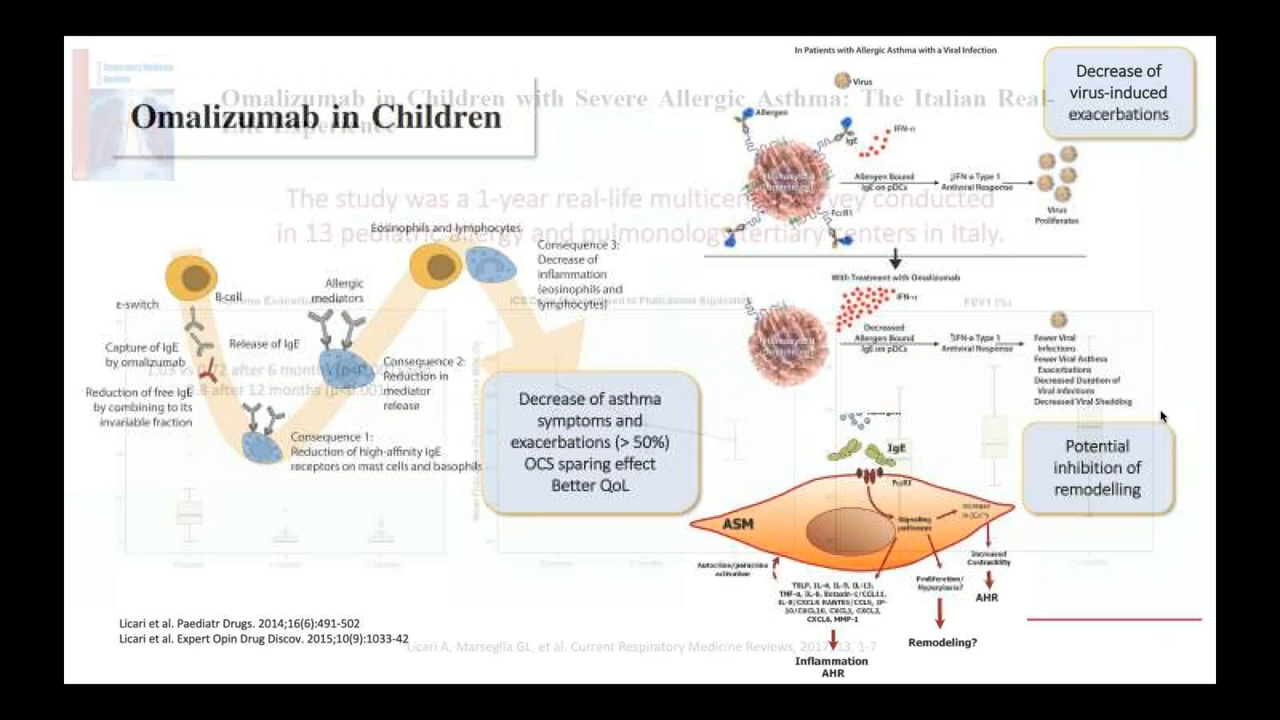 Omalizumab in Children
Omalizumab in Children with Severe Allergic Asthma: The Italian Real-
Life Experience
The study was a 1-year real-life multicenter survey conducted
in 13 pediatric allergy and pulmonology tertiary centers in Italy.
Eosinophils and lymphocytes
Consequence 3:
Decrease of
inflammation
(eosinophils and
lymphocytes)
B-cell
ε-switch
Allergic
mediators
Capture of IgE
by omalizumab
Release of IgE
Reduction of free IgE
by combining to its
invariable fraction
Consequence 2:
Reduction in
mediator
release
Consequence 1:
Reduction of high-affinity IgE
receptors on mast cells and basophils
Decrease of asthma
symptoms and
exacerbations (> 50%)
OCS sparing effect
Better QoL
In Patients with Allergic Asthma with a Viral Infection
Virus
Allergen
IgE
IFN-α
Allergen Bound
IgE on pDCs
IFN-α Type 1
Antiviral Response
FcεR1
Virus
Proliferates
Decrease of
virus-induced
exacerbations
With Treatment with Omalizumab
IFN-α
Decreased
Allergen Bound
IgE on pDCs
IFN-α Type 1
Antiviral Response
Fewer Viral
Infections
Fewer Viral Asthma
Exacerbations
Decreased Duration of
Viral Infections
Decreased Viral Shedding
FEV1 (%)
after 6 months
after 12 months
IgE
FcεRI
ASM
Signaling
pathways
Increased
Contractility
AHR
Autocrine/paracrine
activation
TSLP, IL-4, IL-5, IL-13,
TNF-α, IL-6, Eotaxin-1/CCL11,
IL-8/CXCL8 RANTES/CCL5, IP-
10/CXCL10, CXCL1, CXCL2,
CXCL6, MMP-1
Proliferation/
Remodeling?
Inflammation
AHR
Potential
inhibition of
remodelling
Licari et al. Paediatr Drugs. 2014;16(6):491-502
Licari et al. Expert Opin Drug Discov. 2015;10(9):1033-42
Licari A, Marseglia GL, et al. Current Respiratory Medicine Reviews, 2017, 13, 1-7